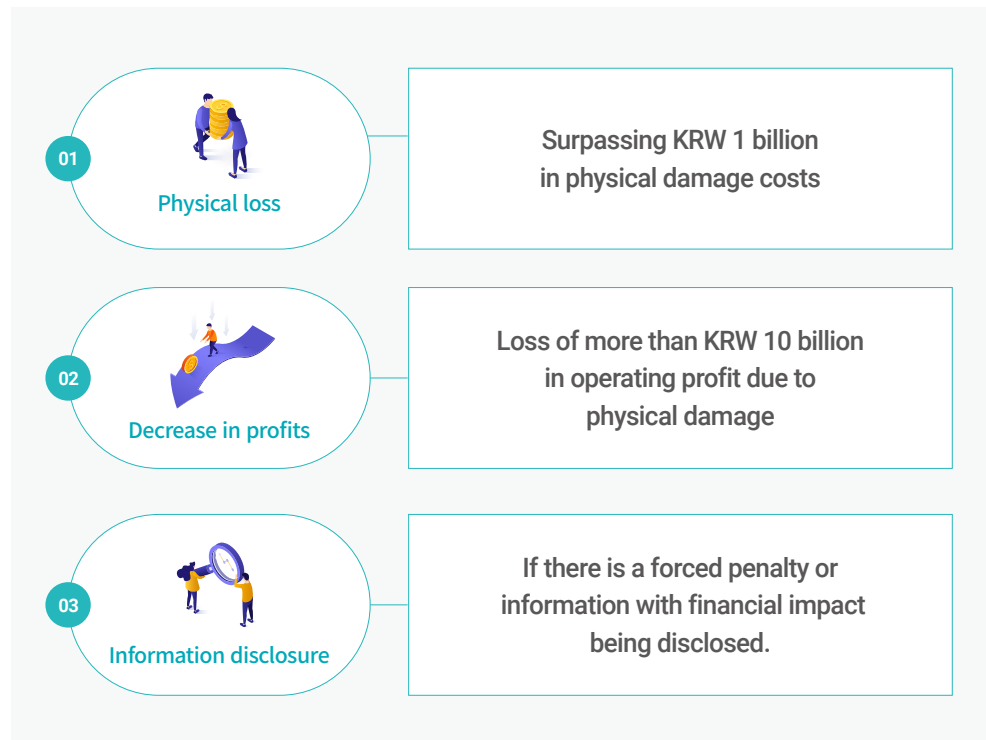 01
Physical loss
Surpassing KRW 1 billion
in physical damage costs
02
Decrease in profits
Loss of more than KRW 10 billion
in operating profit due to
physical damage
03
Information disclosure
If there is a forced penalty or
information with financial impact
being disclosed.